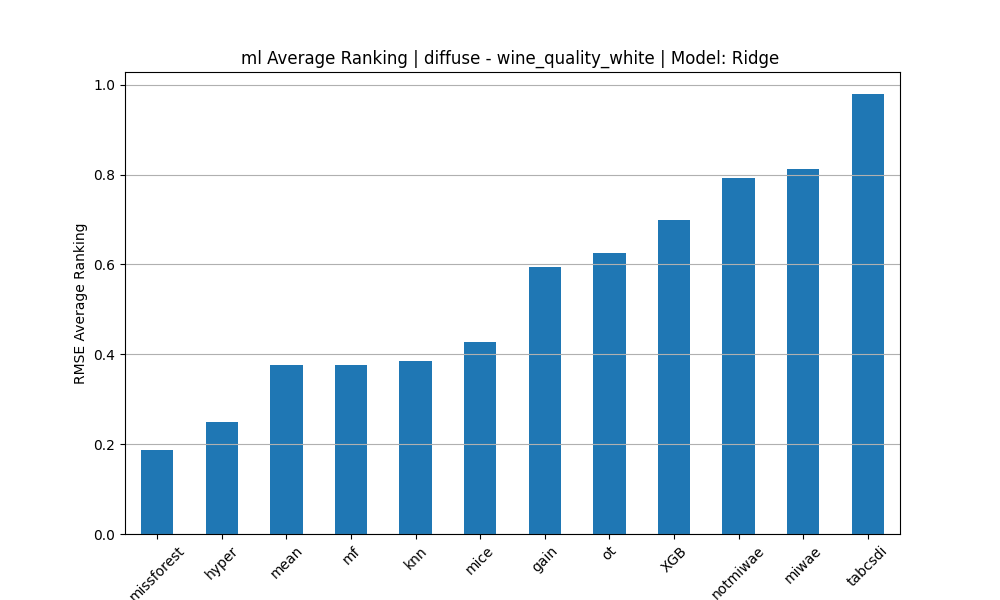 ml Average Ranking | diffuse - wine_quality_white | Model: Ridge
RMSE Average Ranking
1.0
0.8
0.6
0.4
0.2
0.0
missforest
hyper
mean
mf
knn
mice
gain
ot
XGB
notmiwae
miwae
tabcsdi